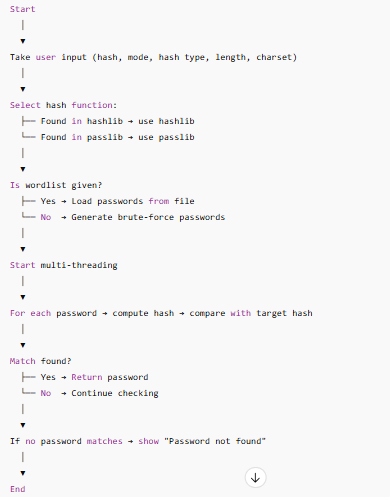 Start
│
▼
Take user input (hash, mode, hash type, length, charset)
│
▼
Select hash function:
├── Found in hashlib → use hashlib
└── Found in passlib → use passlib
│
▼
Is wordlist given?
├── Yes → Load passwords from file
└── No → Generate brute-force passwords
│
▼
Start multi-threading
│
▼
For each password → compute hash → compare with target hash
│
▼
Match found?
├── Yes → Return password
└── No → Continue checking
│
▼
If no password matches → show "Password not found"
│
▼
End